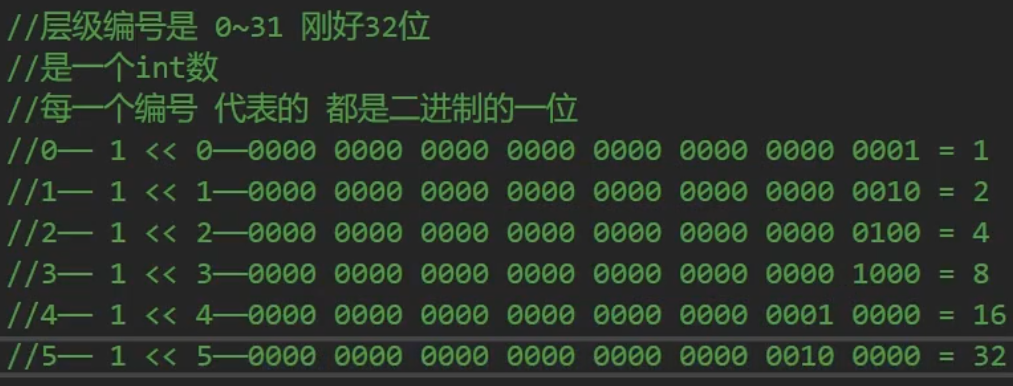 //层级编号是 0~31 刚好32位
//是一个int数
//每一个编号 代表的 都是二进制的一位
//0—— 1 << 0——0000 0000 0000 0000 0000 0000 0000 0001 = 1
//1—— 1 << 1——0000 0000 0000 0000 0000 0000 0000 0010 = 2
//2—— 1 << 2——0000 0000 0000 0000 0000 0000 0000 0100 = 4
//3—— 1 << 3——0000 0000 0000 0000 0000 0000 0000 1000 = 8
//4—— 1 << 4——0000 0000 0000 0000 0000 0000 0001 0000 = 16
//5—— 1 << 5——0000 0000 0000 0000 0000 0000 0010 0000 = 32